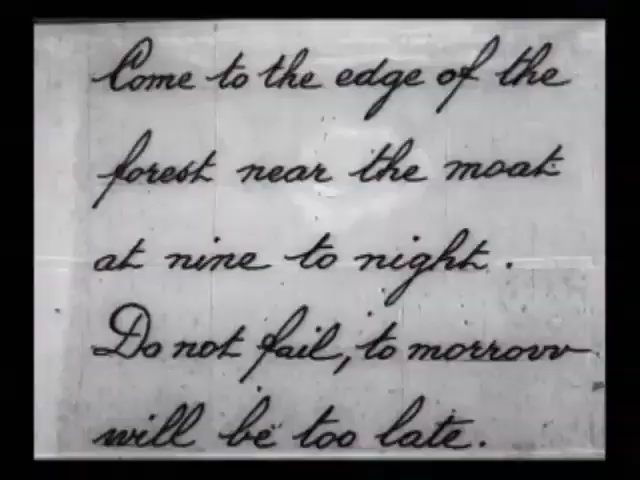 Come to the edge of the
forest near the moat
at nine to night.
Do not fail, to morrow
will be too late.